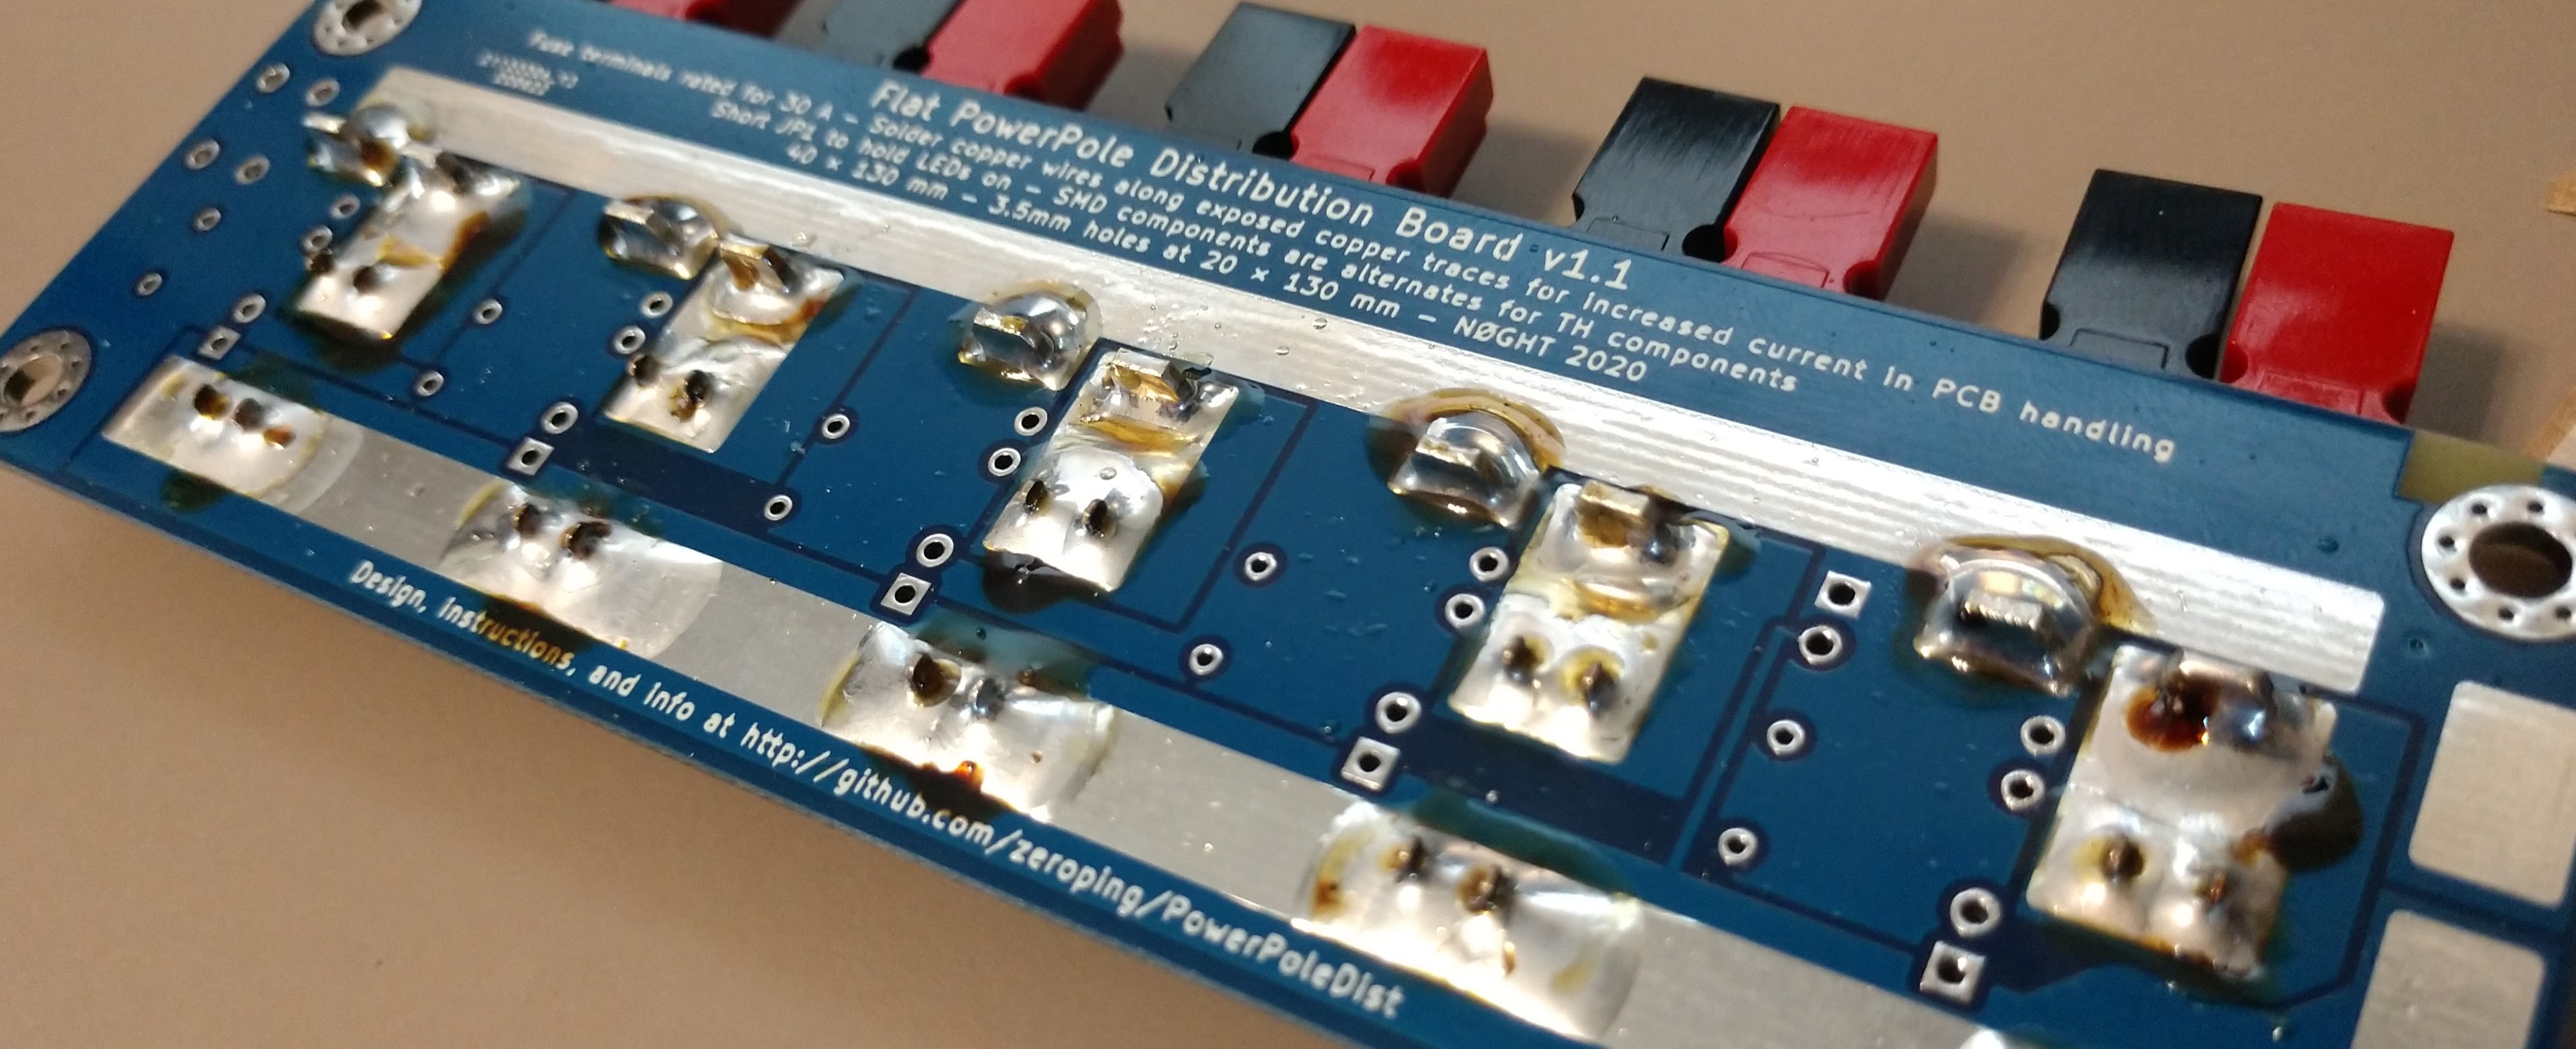 Flat PowerPole Distribution Board v1.1
Fuse terminals rated for 30 A - Solder copper wires along exposed copper traces for increased current in PCB handling
Short JP1 to hold LEDs on - SMD components are alternates for TH components
40 x 130 mm - 3.5mm holes at 20 x 130 mm - NØGHT 2020
Design, instructions, and info at http://github.com/zeroping/PowerPoleDist